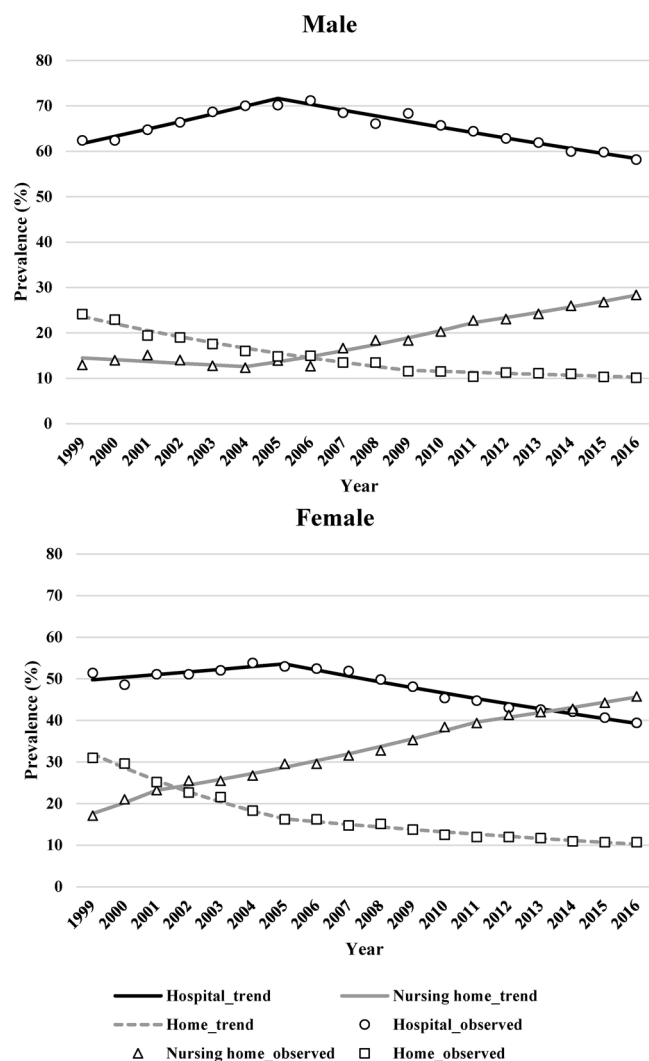 Male
80
70
60
50
40
30
20
10
0
Prevalence (%)
1999 2000 2001 2002 2003 2004 2005 2006 2007 2008 2009 2010 2011 2012 2013 2014 2015 2016
Year
Female
80
70
60
50
40
30
20
10
0
Prevalence (%)
1999 2000 2001 2002 2003 2004 2005 2006 2007 2008 2009 2010 2011 2012 2013 2014 2015 2016
Year
Hospital_trend Nursing home_trend
Home_trend Hospital_observed
Nursing home_observed Home_observed